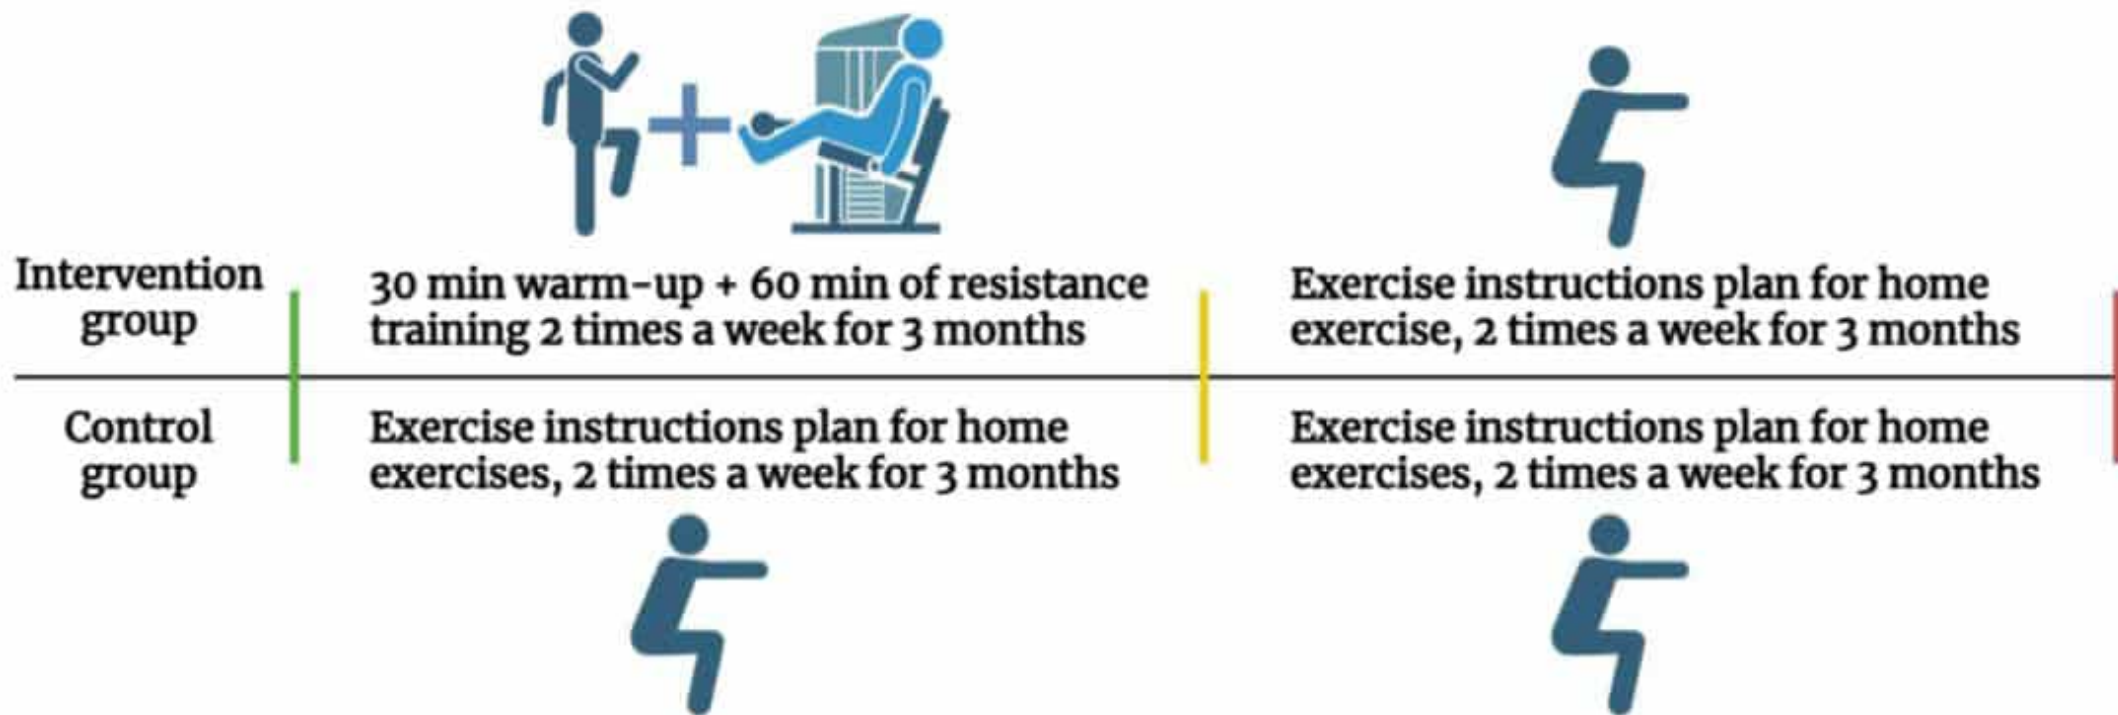 Intervention
group
30 min warm-up + 60 min of resistance
training 2 times a week for 3 months
Exercise instructions plan for home
exercise, 2 times a week for 3 months
Control
group
Exercise instructions plan for home
exercises, 2 times a week for 3 months
Exercise instructions plan for home
exercises, 2 times a week for 3 months